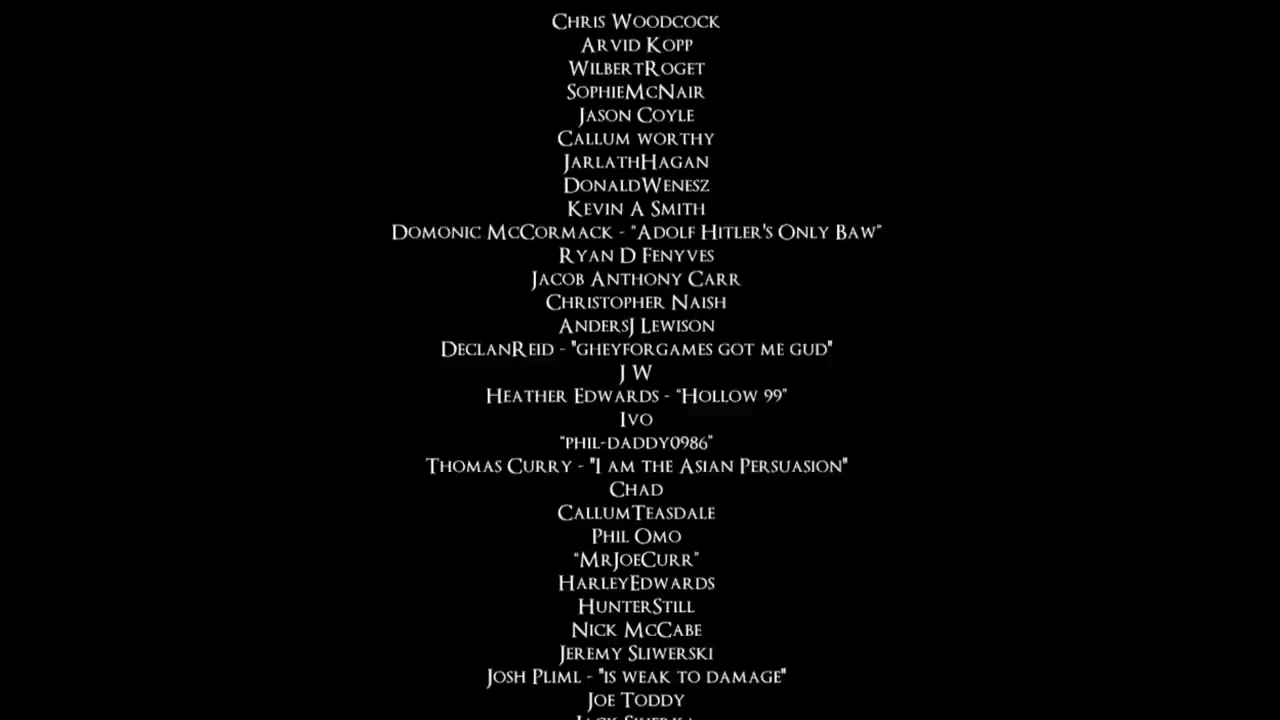 Chris Woodcock
Arvid Kopp
WilbertRoget
SophieMcNair
Jason Coyle
Callum worthy
JarlathHagan
DonaldWenesz
Kevin A Smith
Domonic McCormack - “Adolf Hitler's Only Baw”
Ryan D Fenyves
Jacob Anthony Carr
Christopher Naish
AndersJ Lewison
DeclanReid - "gheyforgames got me gud"
J W
Heather Edwards - “Hollow 99”
Ivo
“phil-daddy0986”
Thomas Curry - "I am the Asian Persuasion"
Chad
CallumTeasdale
Phil Omo
“MrJoeCurr”
HarleyEdwards
HunterStill
Nick McCabe
Jeremy Sliwerski
Josh Pliml - "is weak to damage"
Joe Toddy
Jack